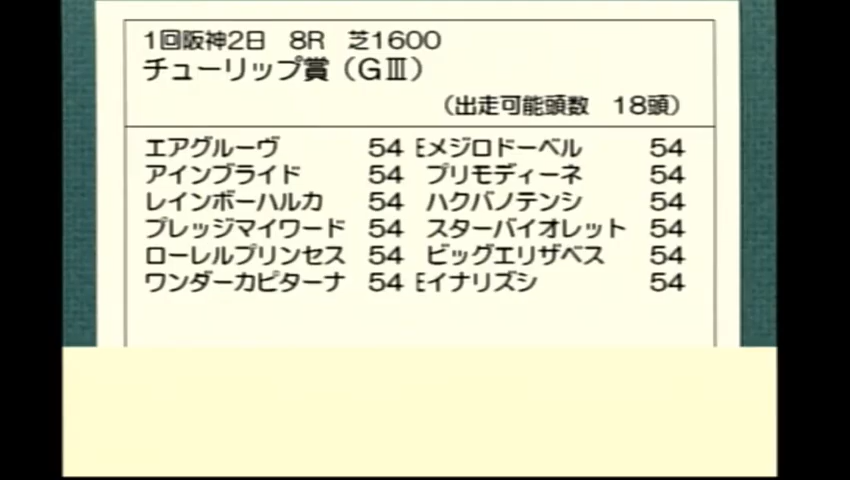 1回阪神2日 8R 芝1600
チューリップ賞(GⅢ)
(出走可能頭数 18頭)
エアグルーヴ 54 Eメジロドーベル 54
アインブライド 54 プリモディーネ 54
レインボーハルカ 54 ハクバノテンシ 54
プレッジマイワード 54 スターバイオレット 54
ローレルプリンセス 54 ビッグエリザベス 54
ワンダーカピターナ 54 Eイナリズシ 54